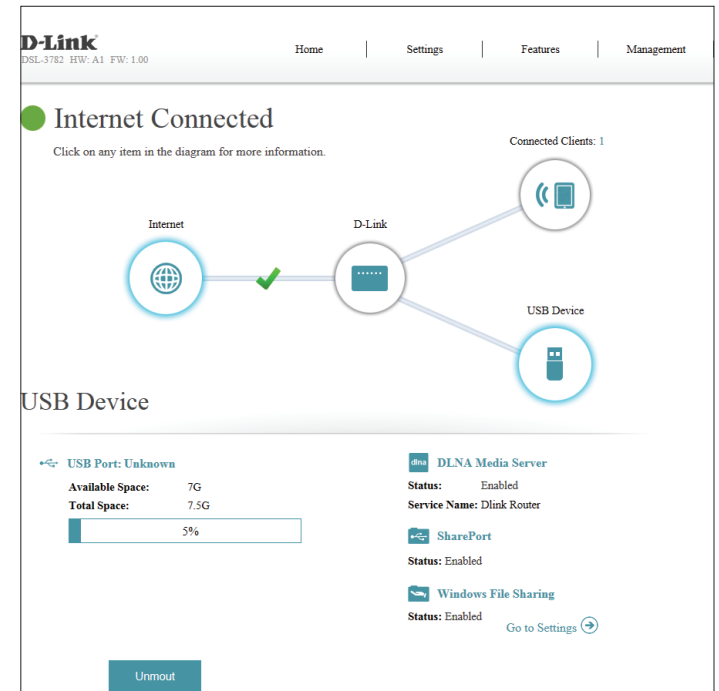 D-Link
DSL-3782 HW: A1 FW: 1.00
Home
Settings
Features
Management
Internet Connected
Click on any item in the diagram for more information.
Connected Clients: 1
Internet
D-Link
USB Device
USB Device
USB Port: Unknown
Available Space: 7G
Total Space: 7.5G
5%
dlna DLNA Media Server
Status: Enabled
Service Name: Dlink Router
SharePort
Status: Enabled
Windows File Sharing
Status: Enabled
Go to Settings
Unmout